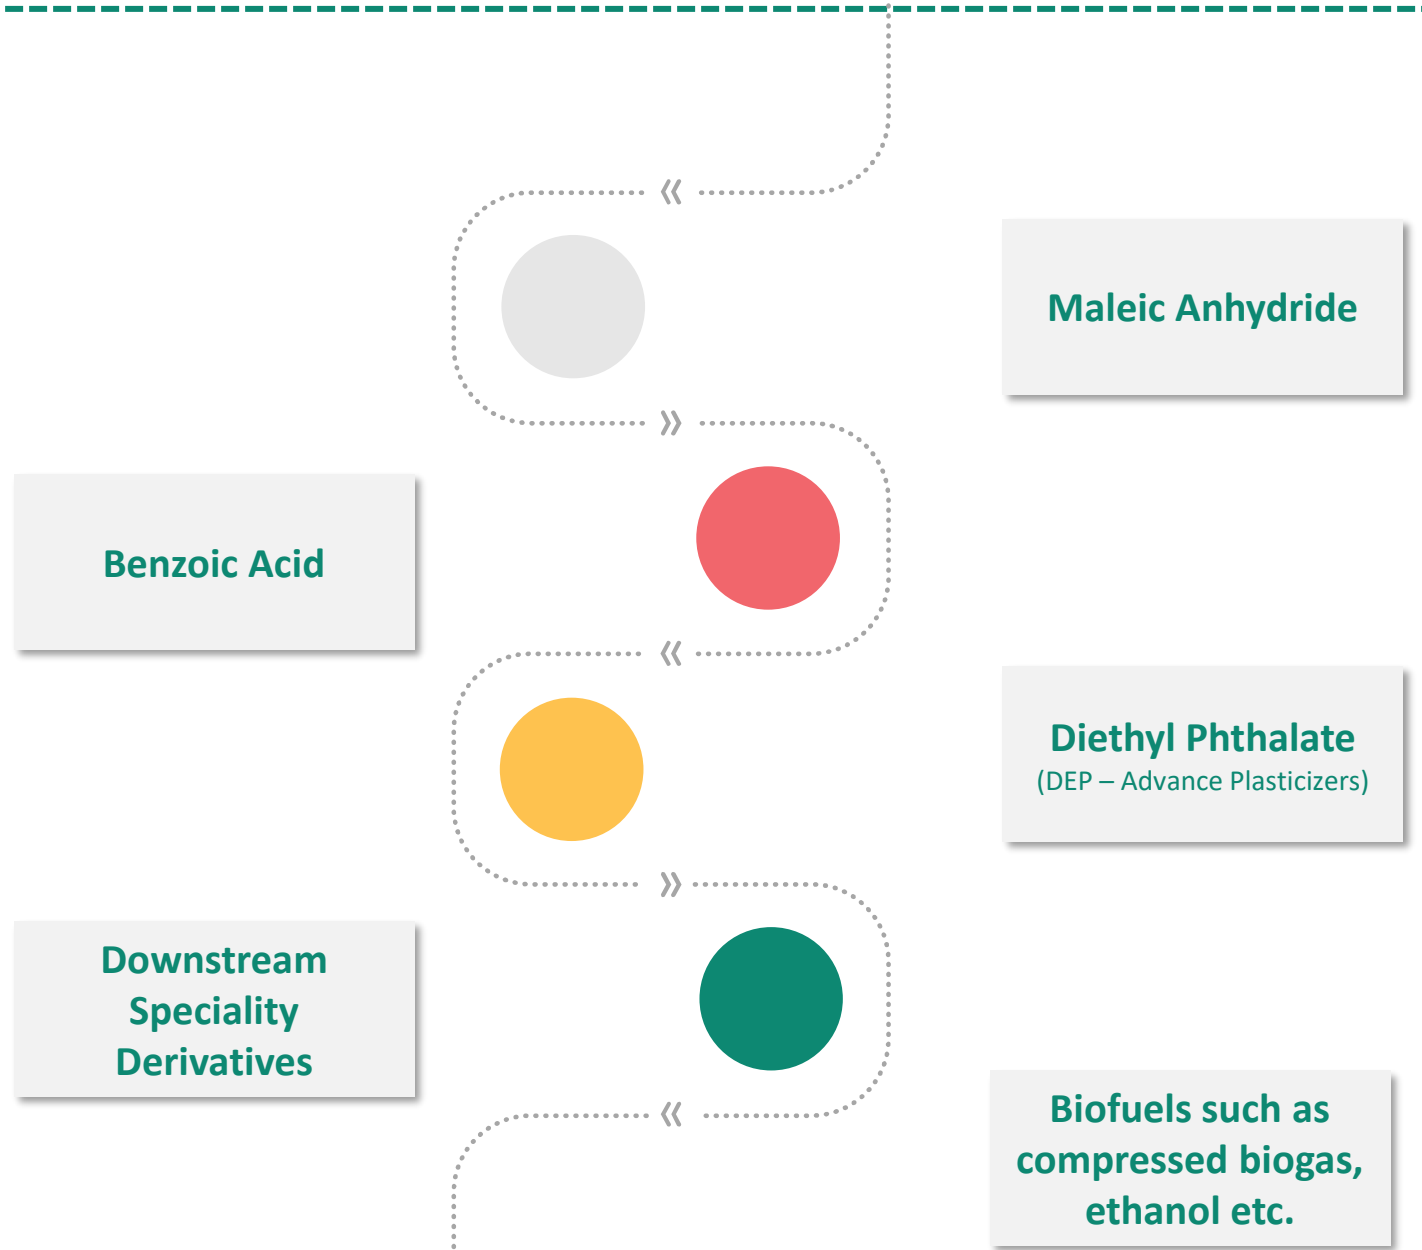 Maleic Anhydride
Benzoic Acid
Diethyl Phthalate
(DEP – Advance Plasticizers)
Downstream
Speciality
Derivatives
Biofuels such as
compressed biogas,
ethanol etc.